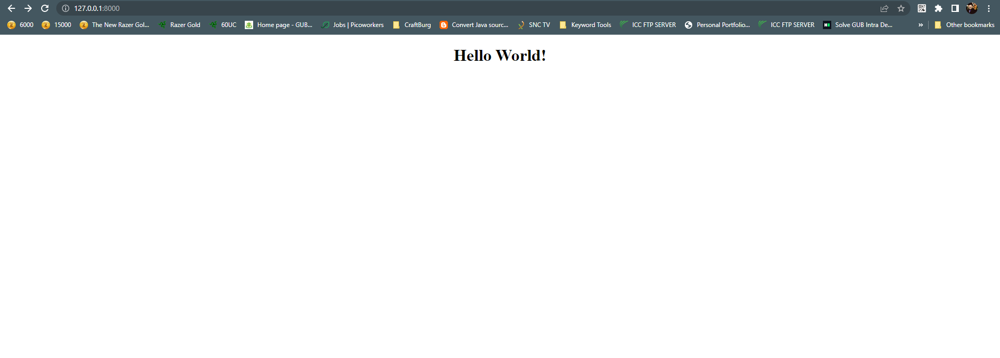 127.0.0.1:8000
6000 15000 The New Razer Gol... Razer Gold 60UC Home page - GUB... Jobs | Picoworkers CraftBurg Convert Java sourc... SNC TV Keyword Tools ICC FTP SERVER Personal Portfolio... ICC FTP SERVER Solve GUB Intra De... » Other bookmarks
Hello World!